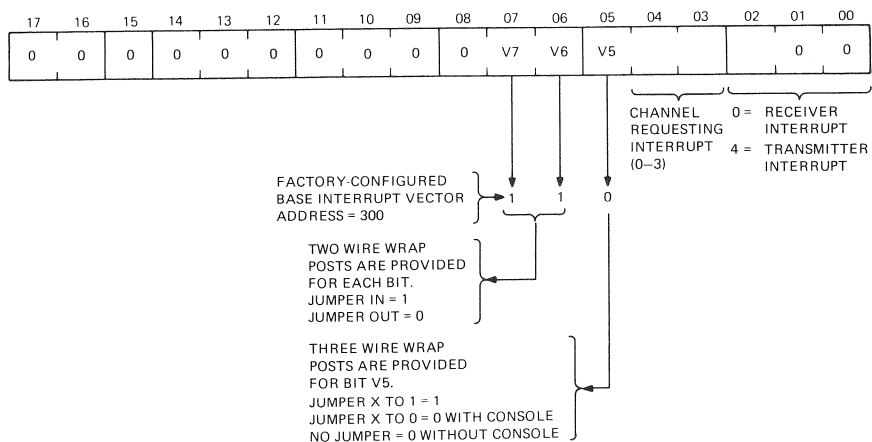 17 16 15 14 13 12 11 10 09 08 07 06 05 04 03 02 01 00
0 0 0 0 0 0 0 0 0 0 V7 V6 V5 0 0
CHANNEL
REQUESTING
INTERRUPT
(0–3)
0 = RECEIVER
INTERRUPT
4 = TRANSMITTER
INTERRUPT
FACTORY-CONFIGURED
BASE INTERRUPT VECTOR
ADDRESS = 300
1 1 0
TWO WIRE WRAP
POSTS ARE PROVIDED
FOR EACH BIT.
JUMPER IN = 1
JUMPER OUT = 0
THREE WIRE WRAP
POSTS ARE PROVIDED
FOR BIT V5.
JUMPER X TO 1 = 1
JUMPER X TO 0 = 0 WITH CONSOLE
NO JUMPER = 0 WITHOUT CONSOLE